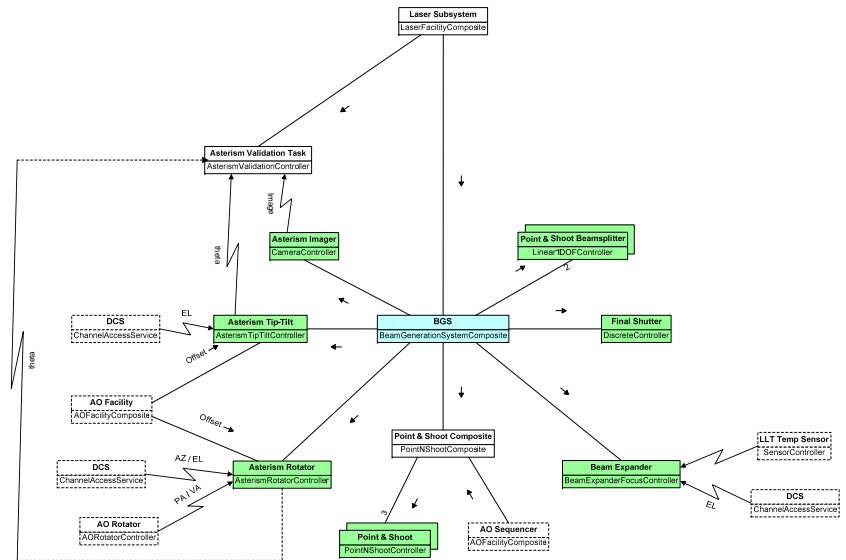 Laser Subsystem
LaserFacilityComposite
Asterism Validation Task
AsterismValidationController
Image
theta
Asterism Imager
CameraController
Point & Shoot Beamsplitter
Linear1DOFController
2
DCS
ChannelAccessService
EL
Asterism Tip-Tilt
AsterismTipTiltController
BGS
BeamGenerationSystemComposite
Final Shutter
DiscreteController
Offset
theta
AO Facility
AOFacilityComposite
Offset
Point & Shoot Composite
PointNShootComposite
LLT Temp Sensor
SensorController
DCS
ChannelAccessService
AZ / EL
Asterism Rotator
AsterismRotatorController
Beam Expander
BeamExpanderFocusController
PA / VA
EL
DCS
ChannelAccessService
AO Rotator
AORotatorController
3
Point & Shoot
PointNShootController
AO Sequencer
AOFacilityComposite